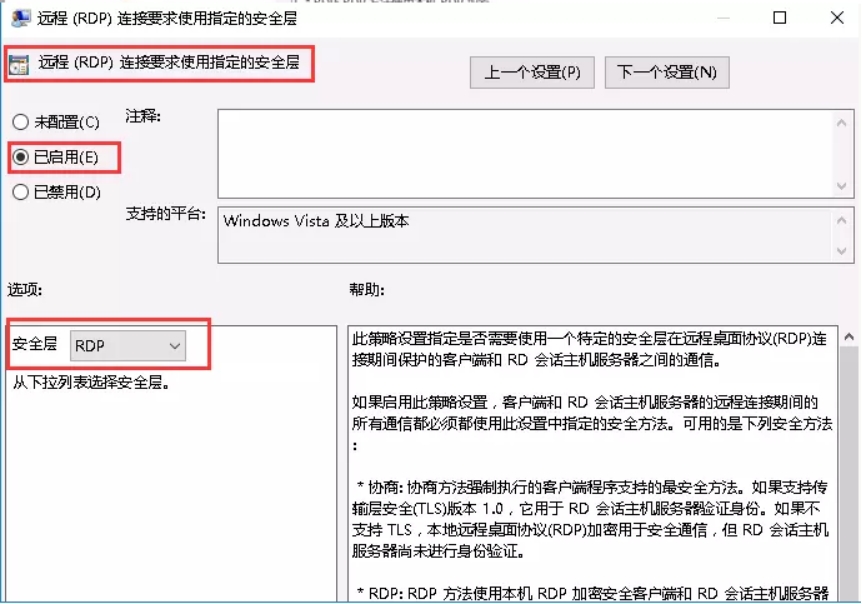 远程 (RDP) 连接要求使用指定的安全层
远程 (RDP) 连接要求使用指定的安全层
上一个设置(P)
下一个设置(N)
未配置(C)
注释:
已启用(E)
已禁用(D)
支持的平台:
Windows Vista 及以上版本
选项:
帮助:
安全层
RDP
从下拉列表选择安全层。
此策略设置指定是否需要使用一个特定的安全层在远程桌面协议(RDP)连
接期间保护的客户端和 RD 会话主机服务器之间的通信。
如果启用此策略设置，客户端和 RD 会话主机服务器的远程连接期间的
所有通信都必须都使用此设置中指定的安全方法。可用的是下列安全方法
:
* 协商: 协商方法强制执行的客户端程序支持的最安全方法。如果支持传
输层安全(TLS)版本 1.0，它用于 RD 会话主机服务器验证身份。如果不
支持 TLS，本地远程桌面协议(RDP)加密用于安全通信，但 RD 会话主机
服务器尚未进行身份验证。
* RDP: RDP 方法使用本机 RDP 加密安全客户端和 RD 会话主机服务器